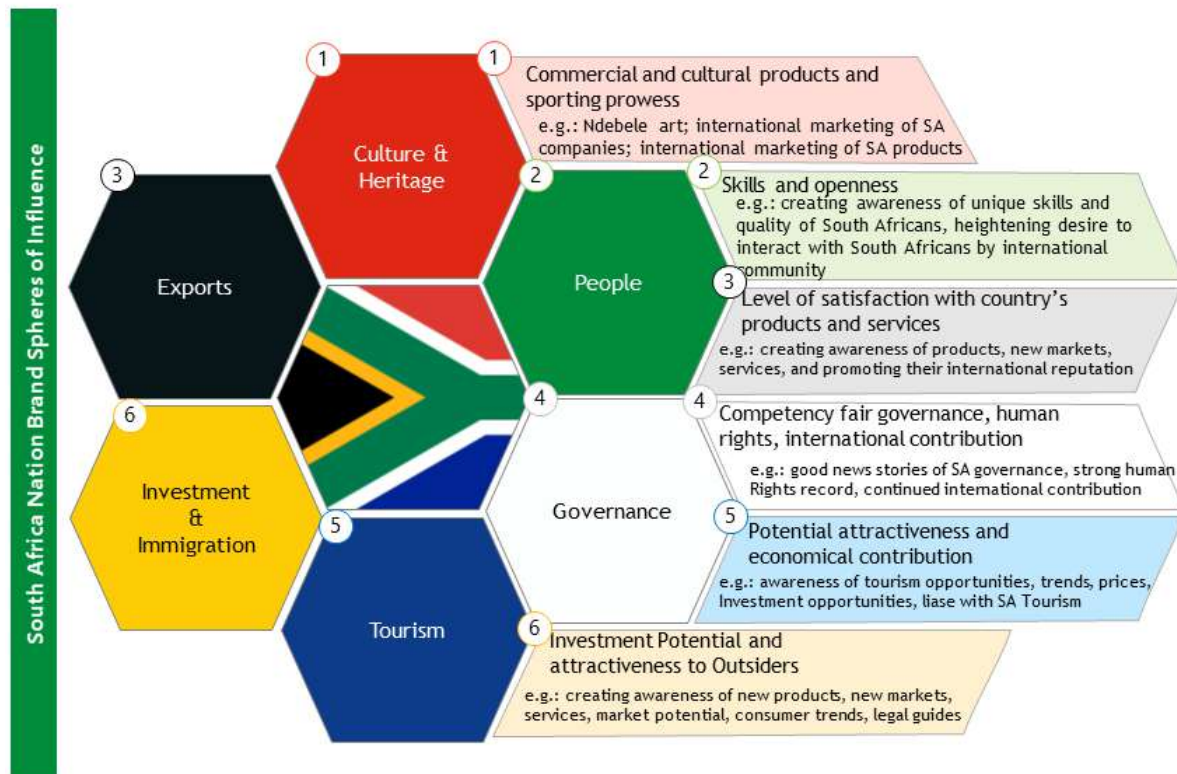 South Africa Nation Brand Spheres of Influence
1
Culture &
Heritage
2
People
3
Exports
4
Governance
5
Tourism
6
Investment
&
Immigration
1
Commercial and cultural products and
sporting prowess
e.g.: Ndebele art; international marketing of SA
companies; international marketing of SA products
2
Skills and openness
e.g.: creating awareness of unique skills and
quality of South Africans, heightening desire to
interact with South Africans by international
community
3
Level of satisfaction with country's
products and services
e.g.: creating awareness of products, new markets,
services, and promoting their international reputation
4
Competency fair governance, human
rights, international contribution
e.g.: good news stories of SA governance, strong human
Rights record, continued international contribution
5
Potential attractiveness and
economical contribution
e.g.: awareness of tourism opportunities, trends, prices,
Investment opportunities, liase with SA Tourism
6
Investment Potential and
attractiveness to Outsiders
e.g.: creating awareness of new products, new markets,
services, market potential, consumer trends, legal guides